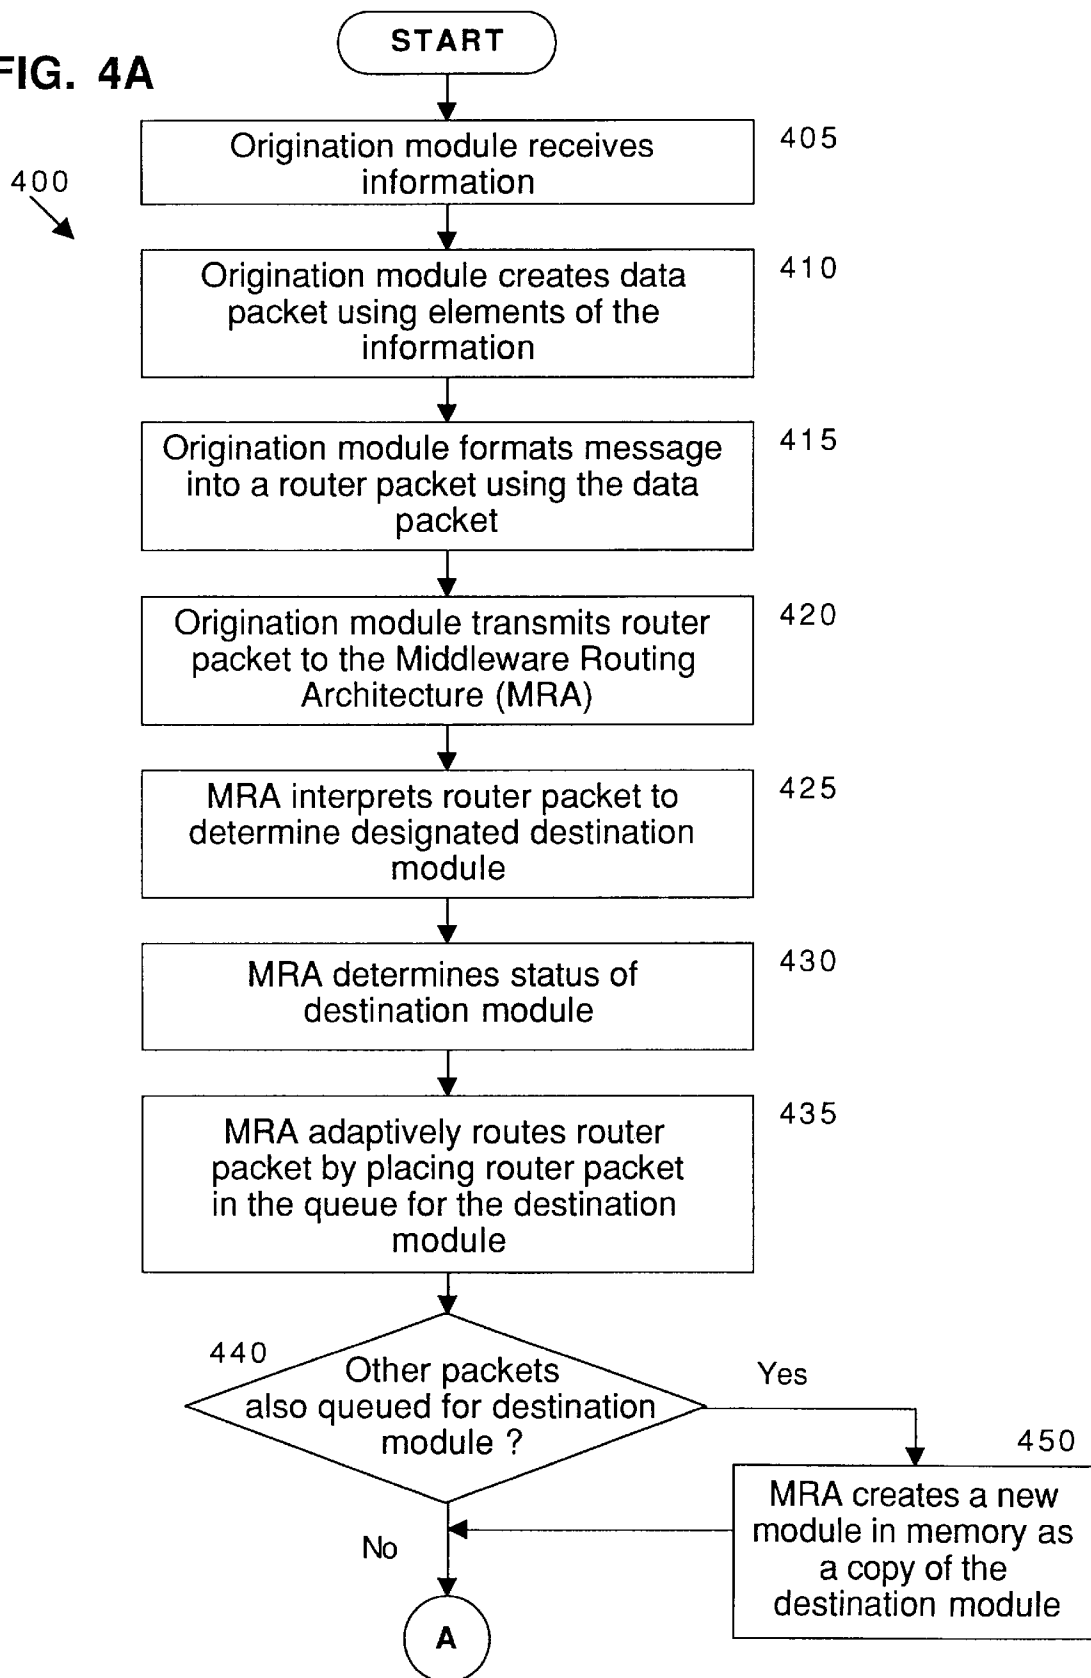 START
FIG. 4A
405
Origination module receives
information
400
410
Origination module creates data
packet using elements of the
information
415
Origination module formats message
into a router packet using the data
packet
420
Origination module transmits router
packet to the Middleware Routing
Architecture (MRA)
425
MRA interprets router packet to
determine designated destination
module
430
MRA determines status of
destination module
435
MRA adaptively routes router
packet by placing router packet
in the queue for the destination
module
440
Other packets
also queued for destination
module ?
Yes
450
MRA creates a new
module in memory as
a copy of the
destination module
No
A